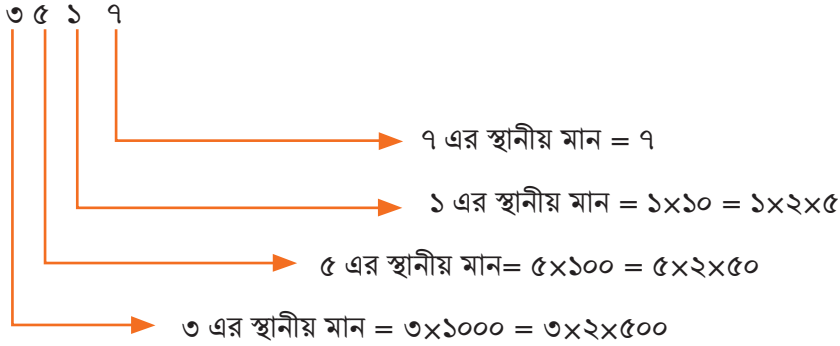 ৩ ৫ ১ ৭
৭ এর স্থানীয় মান = ৭
১ এর স্থানীয় মান = ১×১০ = ১×২×৫
৫ এর স্থানীয় মান= ৫×১০০ = ৫×২×৫০
৩ এর স্থানীয় মান = ৩×১০০০ = ৩×২×৫০০